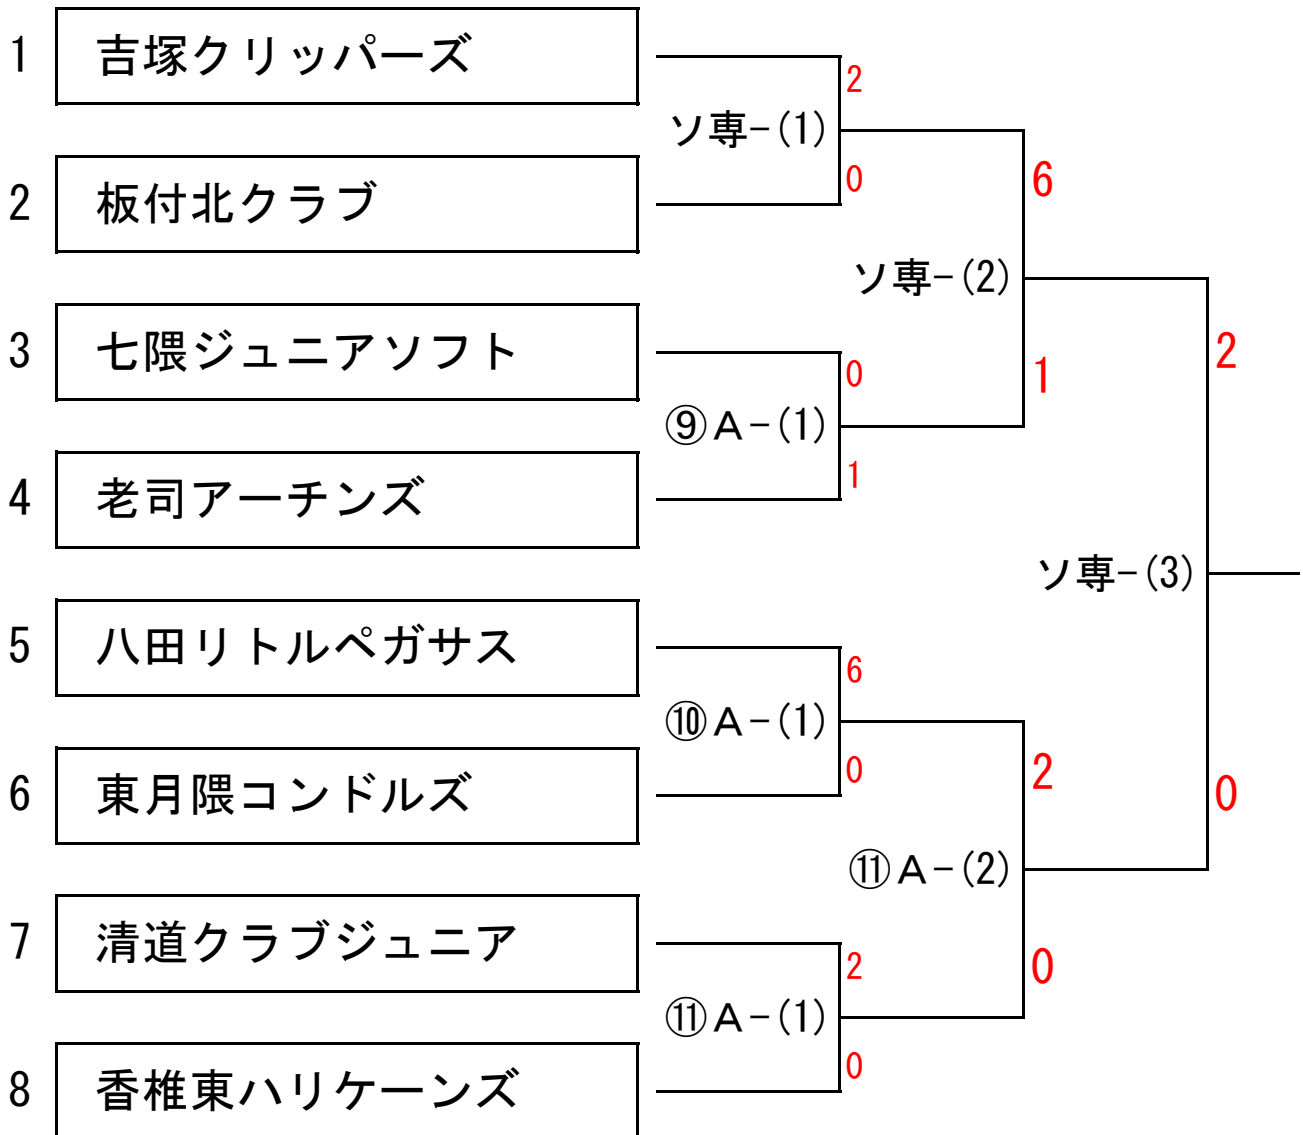 1 吉塚クリッパーズ
2
ソ専-(1)
0
6
2 板付北クラブ
ソ専-(2)
3 七隈ジュニアソフト
0
1
2
⑨A-(1)
1
4 老司アーチンズ
ソ専-(3)
5 八田リトルペガサス
6
⑩A-(1)
0
2
0
6 東月隈コンドルズ
⑪A-(2)
7 清道クラブジュニア
2
0
⑪A-(1)
0
8 香椎東ハリケーンズ